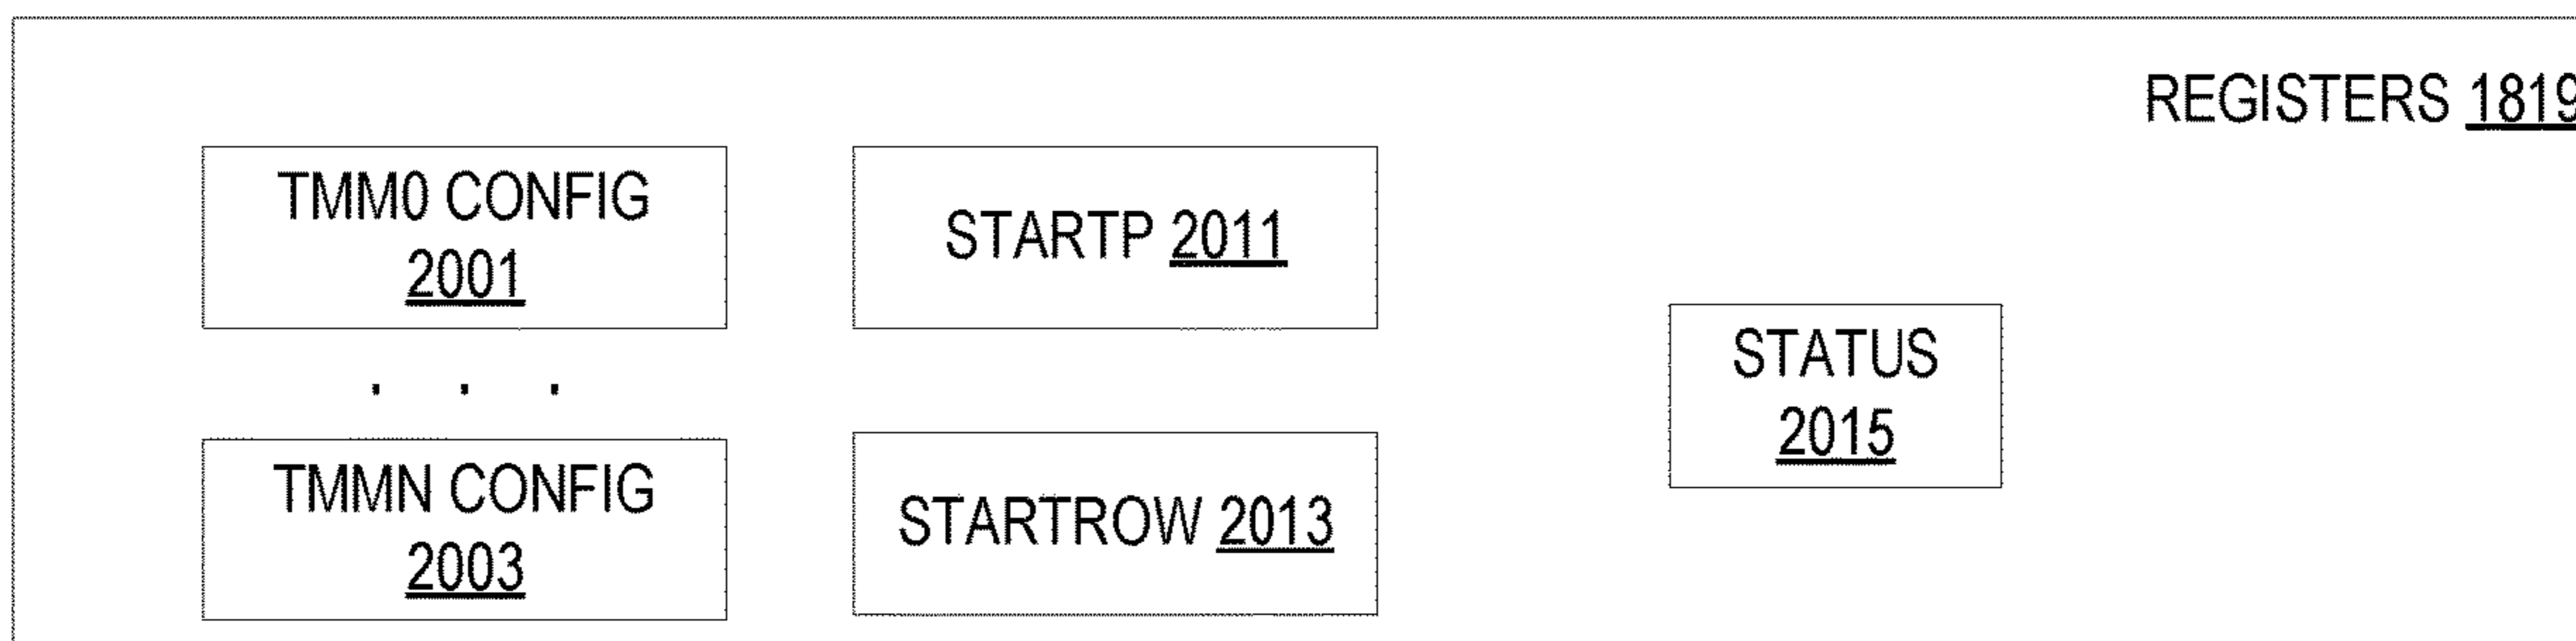 REGISTERS 1819
TMM0 CONFIG
2001
STARTP 2011
STATUS
2015
. . .
TMMN CONFIG
2003
STARTROW 2013